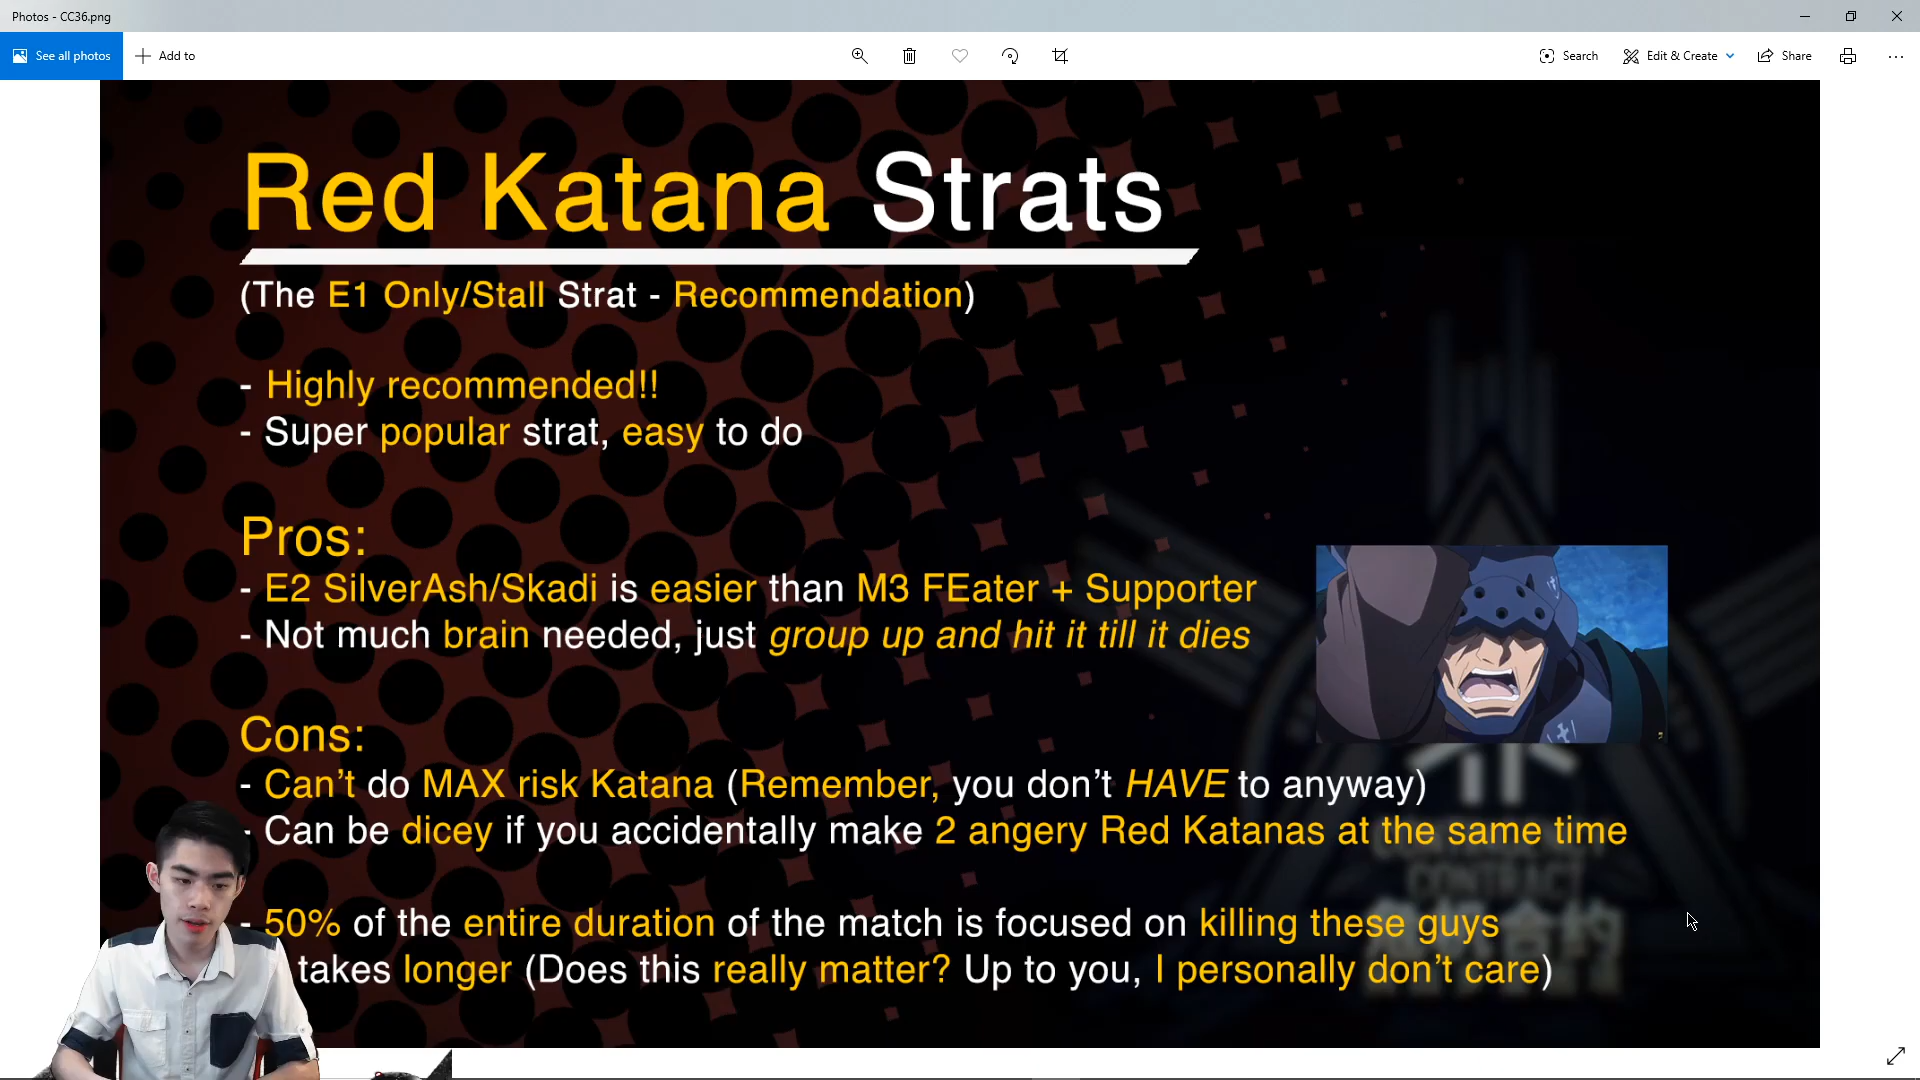 Photos - CC36.png
See all photos
Add to
Search
Edit & Create
Share
Red Katana Strats
(The E1 Only/Stall Strat - Recommendation)
- Highly recommended!!
- Super popular strat, easy to do
Pros:
- E2 SilverAsh/Skadi is easier than M3 FEater + Supporter
- Not much brain needed, just group up and hit it till it dies
Cons:
- Can't do MAX risk Katana (Remember, you don't HAVE to anyway)
- Can be dicey if you accidentally make 2 angery Red Katanas at the same time
CONTRACT
- 50% of the entire duration of the match is focused on killing these guys
takes longer (Does this really matter? Up to you, I personally don't care)